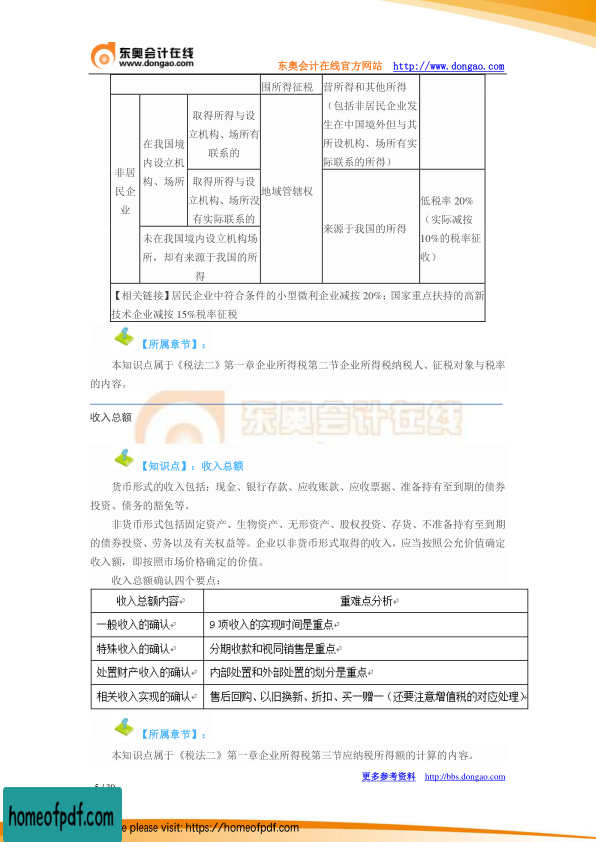 东奥会计在线
www.dongao.com
东奥会计在线官方网站 http://www.dongao.com
围所得征税
营所得和其他所得
（包括非居民企业发
生在中国境外但与其
所设机构、场所有实
际联系的所得）
非居
民企
业
在我国境
内设立机
构、场所
取得所得与设
立机构、场所有
联系的
取得所得与设
立机构、场所没
有实际联系的
地域管辖权
来源于我国的所得
低税率 20%
（实际减按
10%的税率征
收）
未在我国境内设立机构场
所，却有来源于我国的所
得
【相关链接】居民企业中符合条件的小型微利企业减按 20%；国家重点扶持的高新
技术企业减按 15%税率征税
【所属章节】：
本知识点属于《税法二》第一章企业所得税第二节企业所得税纳税人、征税对象与税率
的内容。
东奥会计在线
收入总额
【知识点】：收入总额
货币形式的收入包括：现金、银行存款、应收账款、应收票据、准备持有至到期的债券
投资、债务的豁免等。
非货币形式包括固定资产、生物资产、无形资产、股权投资、存货、不准备持有至到期
的债券投资、劳务以及有关权益等。企业以非货币形式取得的收入，应当按照公允价值确定
收入额，即按照市场价格确定的价值。
收入总额确认四个要点：
收入总额内容 重难点分析
一般收入的确认 9 项收入的实现时间是重点
特殊收入的确认 分期收款和视同销售是重点
处置财产收入的确认 内部处置和外部处置的划分是重点
相关收入实现的确认 售后回购、以旧换新、折扣、买一赠一（还要注意增值税的对应处理）
【所属章节】：
本知识点属于《税法二》第一章企业所得税第三节应纳税所得额的计算的内容。
更多参考资料 http://bbs.dongao.com
homeofpdf.com
e please visit: https://homeofpdf.com